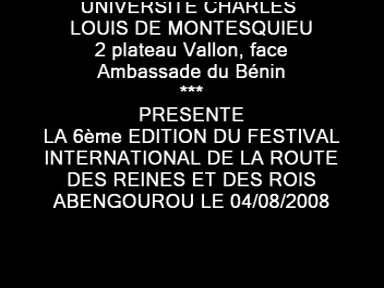 UNIVERSITE CHARLES
LOUIS DE MONTESQUIEU
2 plateau Vallon, face
Ambassade du Bénin
***
PRESENTE
LA 6ème EDITION DU FESTIVAL
INTERNATIONAL DE LA ROUTE
DES REINES ET DES ROIS
ABENGOUROU LE 04/08/2008